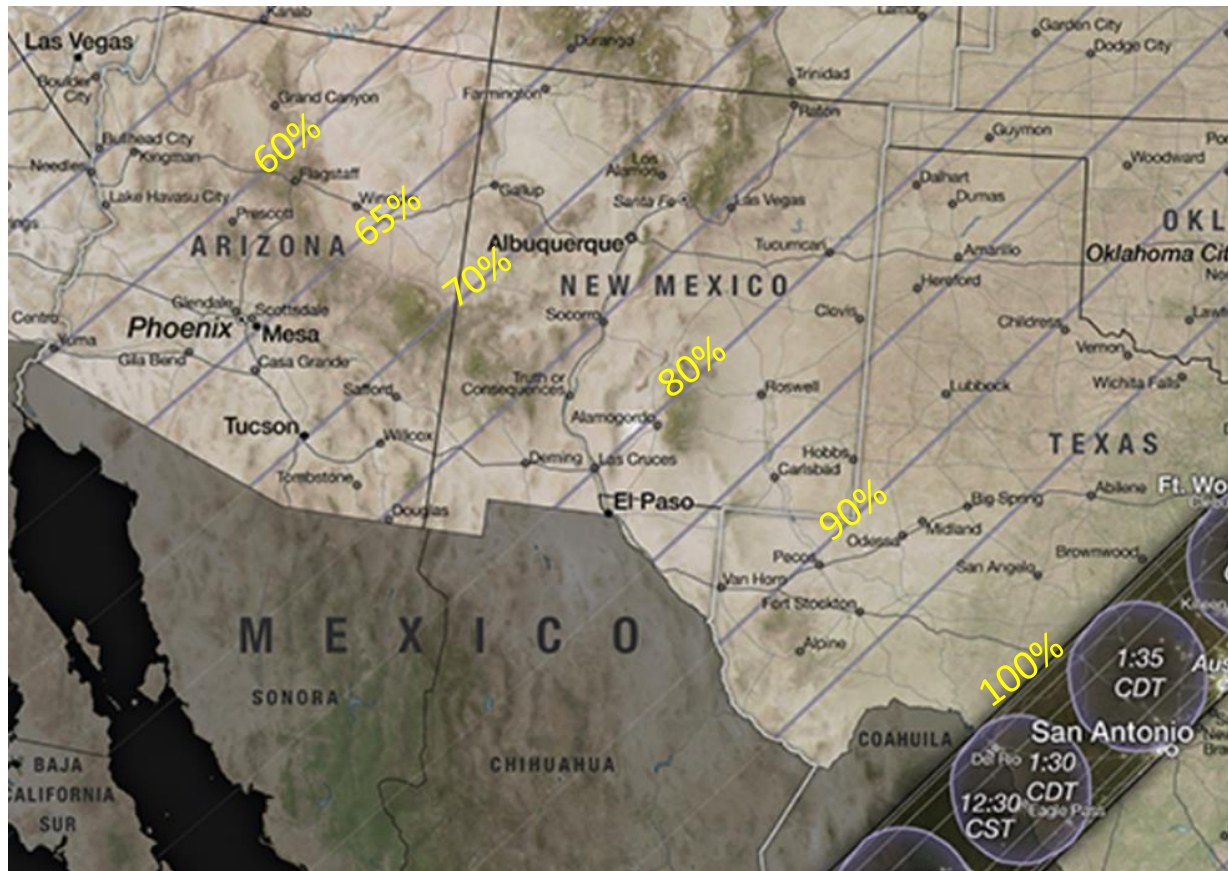 Kanab
Lamar
Las Vegas
Durango
Garden City
Dodge City
Boulder
City
Trinidad
Grand Canyon
Farmington
Raton
60%
Guymon
Bullhead City
Kingman
Woodward
Needles
Flagstaff
Los
Alamos
Dalhart
Lake Havasu City
65%
Gallup
Santa Fe
Las Vegas
Dumas
Prescott
ARIZONA
Albuquerque
Tucumcari
Amarillo
OKL
Oklahoma Cit
70%
NEW MEXICO
Hereford
Glendale
Scottsdale
Centro
Phoenix
Mesa
Socorro
Clovis
Childress
Lawt
Yuma
Gila Bend
Casa Grande
80%
Vernon
Safford
Truth or
Consequences
Roswell
Lubbock
Wichita Falls
Tucson
Willcox
Alamogordo
TEXAS
Deming
Las Cruces
Hobbs
Carlsbad
Tombstone
Abilene
Ft. Wo
Douglas
El Paso
90%
Big Spring
Midland
Odessa
Pecos
Brownwood
San Angelo
Van Horn
Fort Stockton
MEXICO
Alpine
100%
1:35
CDT
Aus
SONORA
San Antonio
COAHUILA
Del Rio
1:30
CDT
BAJA
CALIFORNIA
SUR
CHIHUAHUA
12:30
CST
Eagle Pass